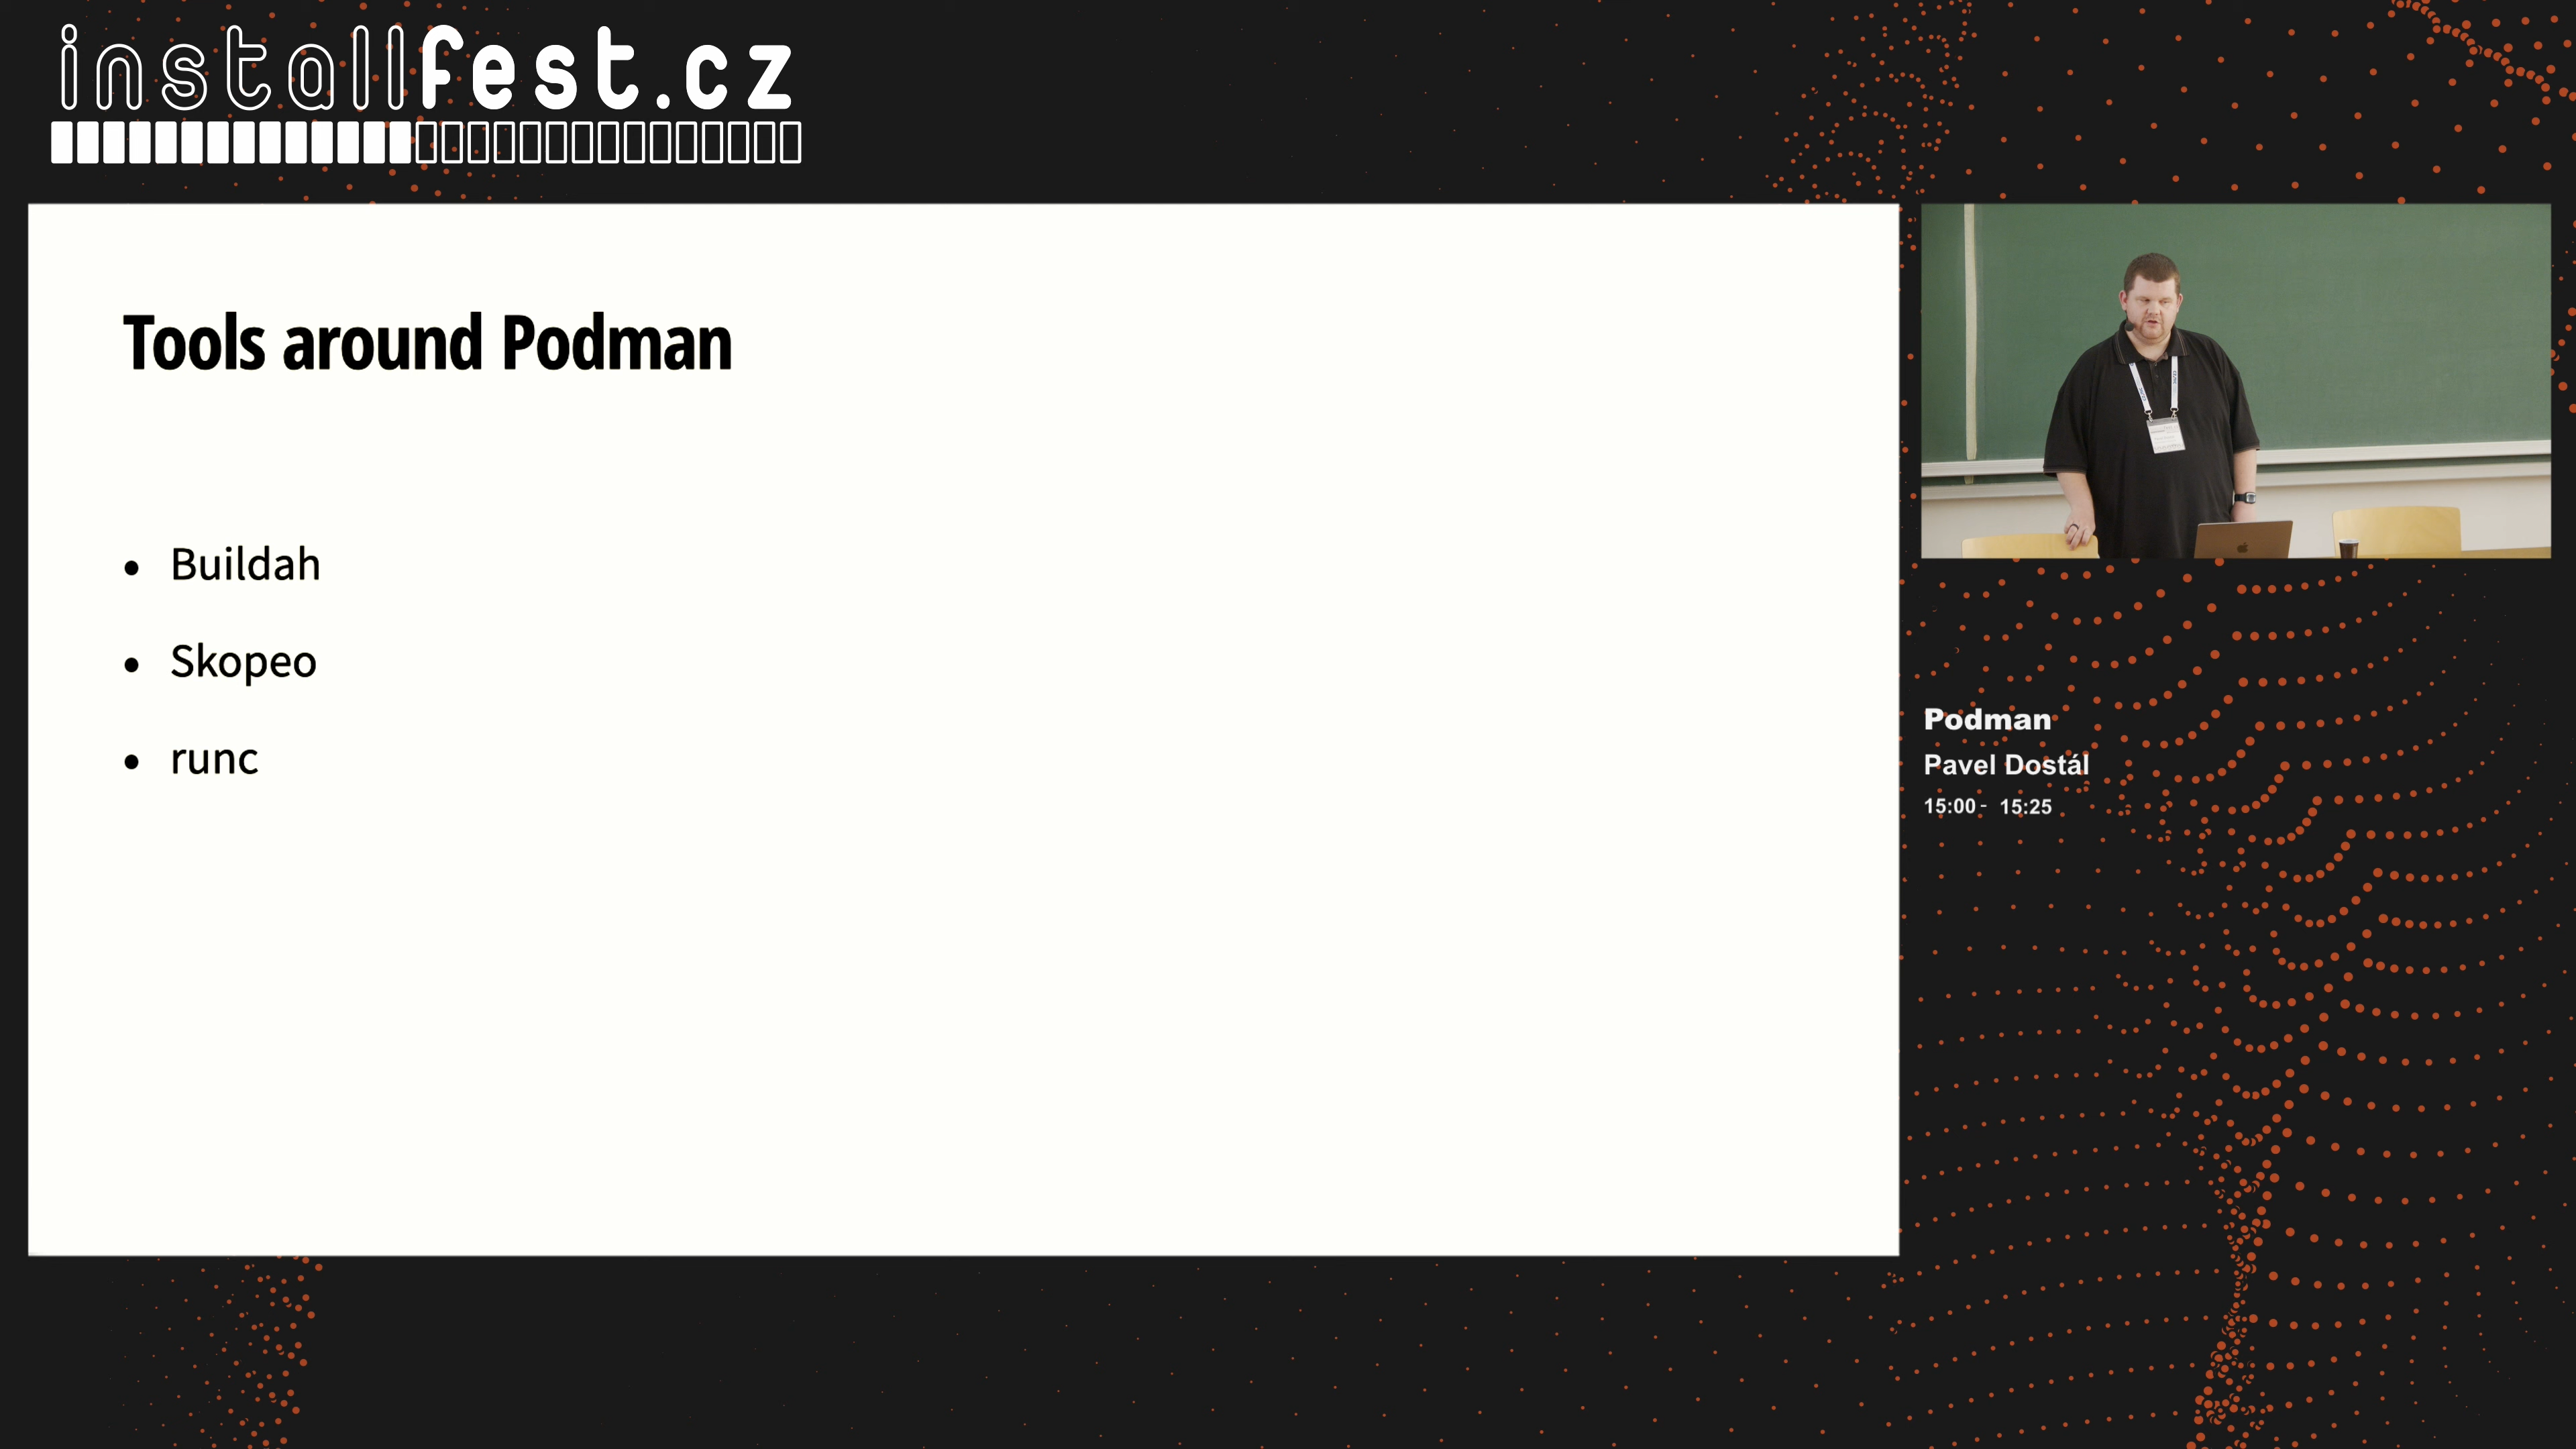 installfest.cz
Tools around Podman
• Buildah
• Skopeo
• runc
Podman
Pavel Dostál
15:00 - 15:25